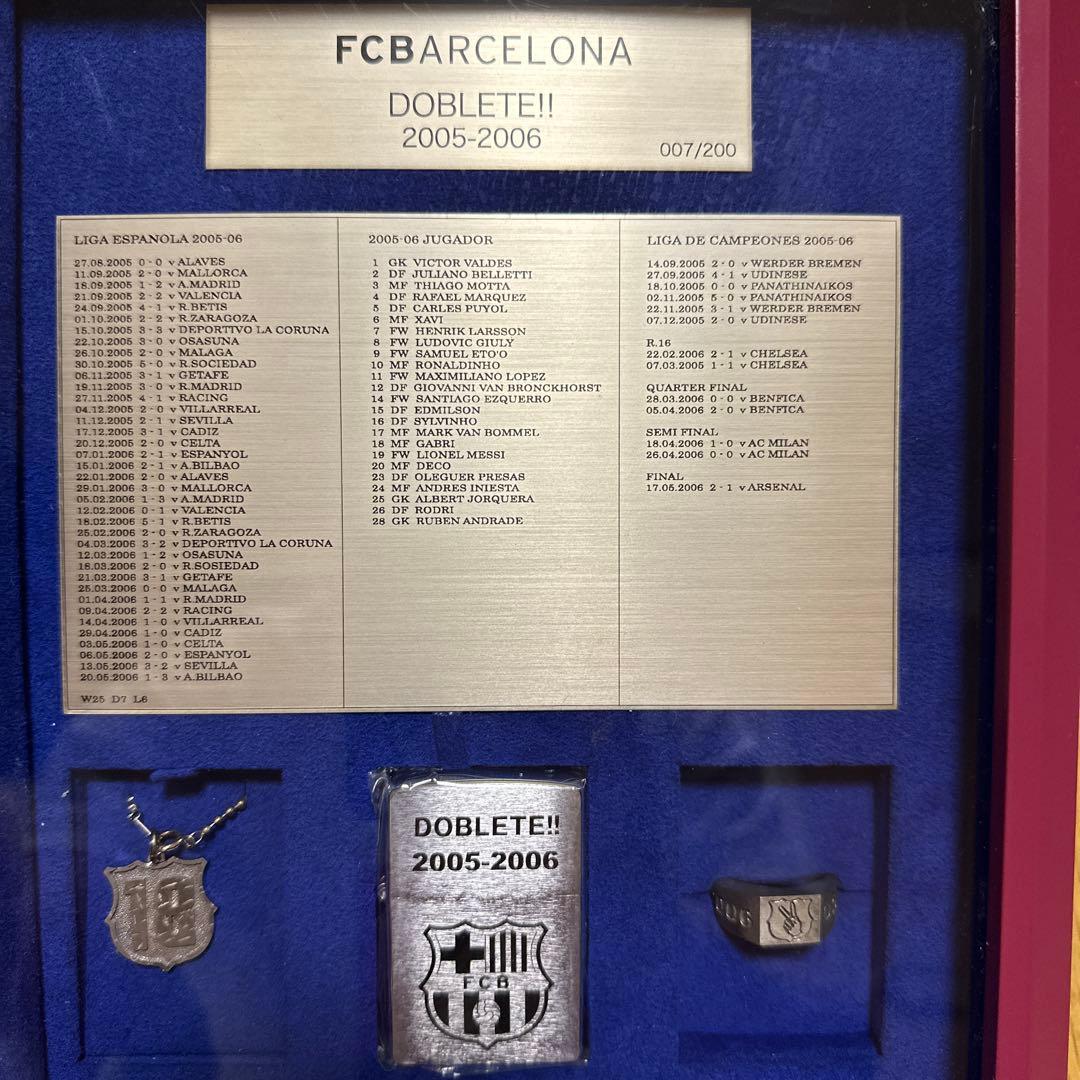 FCBARCELONA
DOBLETE!!
2005-2006
007/200
LIGA ESPANOLA 2005-06
27.08.2005 0-0 v ALAVES
11.09.2005 2-0 v MALLORCA
18.09.2005 1-2 v A.MADRID
21.09.2005 2-2 v VALENCIA
24.09.2005 4-1 v R.BETIS
01.10.2005 2-2 v R.ZARAGOZA
15.10.2005 3-3 v DEPORTIVO LA CORUNA
22.10.2005 3-0 v OSASUNA
26.10.2005 2-0 v MALAGA
30.10.2005 5-0 v R.SOCIEDAD
06.11.2005 3-1 v GETAFE
19.11.2005 3-0 v R.MADRID
27.11.2005 4-1 v RACING
04.12.2005 2-0 v VILLARREAL
11.12.2005 2-1 v SEVILLA
17.12.2005 3-1 v CADIZ
20.12.2005 2-0 v CELTA
07.01.2006 2-1 v ESPANYOL
15.01.2006 2-1 v A.BILBAO
22.01.2006 2-0 v ALAVES
29.01.2006 3-0 v MALLORCA
05.02.2006 1-3 v A.MADRID
12.02.2006 0-1 v VALENCIA
18.02.2006 5-1 v R.BETIS
25.02.2006 2-0 v R.ZARAGOZA
04.03.2006 3-2 v DEPORTIVO LA CORUNA
12.03.2006 1-2 v OSASUNA
18.03.2006 2-0 v R.SOSIEDAD
21.03.2006 3-1 v GETAFE
25.03.2006 0-0 v MALAGA
01.04.2006 1-1 v R.MADRID
09.04.2006 2-2 v RACING
14.04.2006 1-0 v VILLARREAL
29.04.2006 1-0 v CADIZ
03.05.2006 1-0 v CELTA
06.05.2006 2-0 v ESPANYOL
13.05.2006 3-2 v SEVILLA
20.05.2006 1-3 v A.BILBAO
W25 D7 L6
2005-06 JUGADOR
1 GK VICTOR VALDES
2 DF JULIANO BELLETTI
3 MF THIAGO MOTTA
4 DF RAFAEL MARQUEZ
5 DF CARLES PUYOL
6 MF XAVI
7 FW HENRIK LARSSON
8 FW LUDOVIC GIULY
9 FW SAMUEL ETO'O
10 MF RONALDINHO
11 FW MAXIMILIANO LOPEZ
12 DF GIOVANNI VAN BRONCKHORST
14 FW SANTIAGO EZQUERRO
15 DF EDMILSON
16 DF SYLVINHO
17 MF MARK VAN BOMMEL
18 MF GABRI
19 FW LIONEL MESSI
20 MF DECO
23 DF OLEGUER PRESAS
24 MF ANDRES INIESTA
25 GK ALBERT JORQUERA
26 DF RODRI
28 GK RUBEN ANDRADE
LIGA DE CAMPEONES 2005-06
14.09.2005 2-0 v WERDER BREMEN
27.09.2005 4-1 v UDINESE
18.10.2005 0-0 v PANATHINAIKOS
02.11.2005 5-0 v PANATHINAIKOS
22.11.2005 3-1 v WERDER BREMEN
07.12.2005 2-0 v UDINESE
R.16
22.02.2006 2-1 v CHELSEA
07.03.2006 1-1 v CHELSEA
QUARTER FINAL
28.03.2006 0-0 v BENFICA
05.04.2006 2-0 v BENFICA
SEMI FINAL
18.04.2006 1-0 v AC MILAN
26.04.2006 0-0 v AC MILAN
FINAL
17.05.2006 2-1 v ARSENAL
DOBLETE!!
2005-2006
FCB